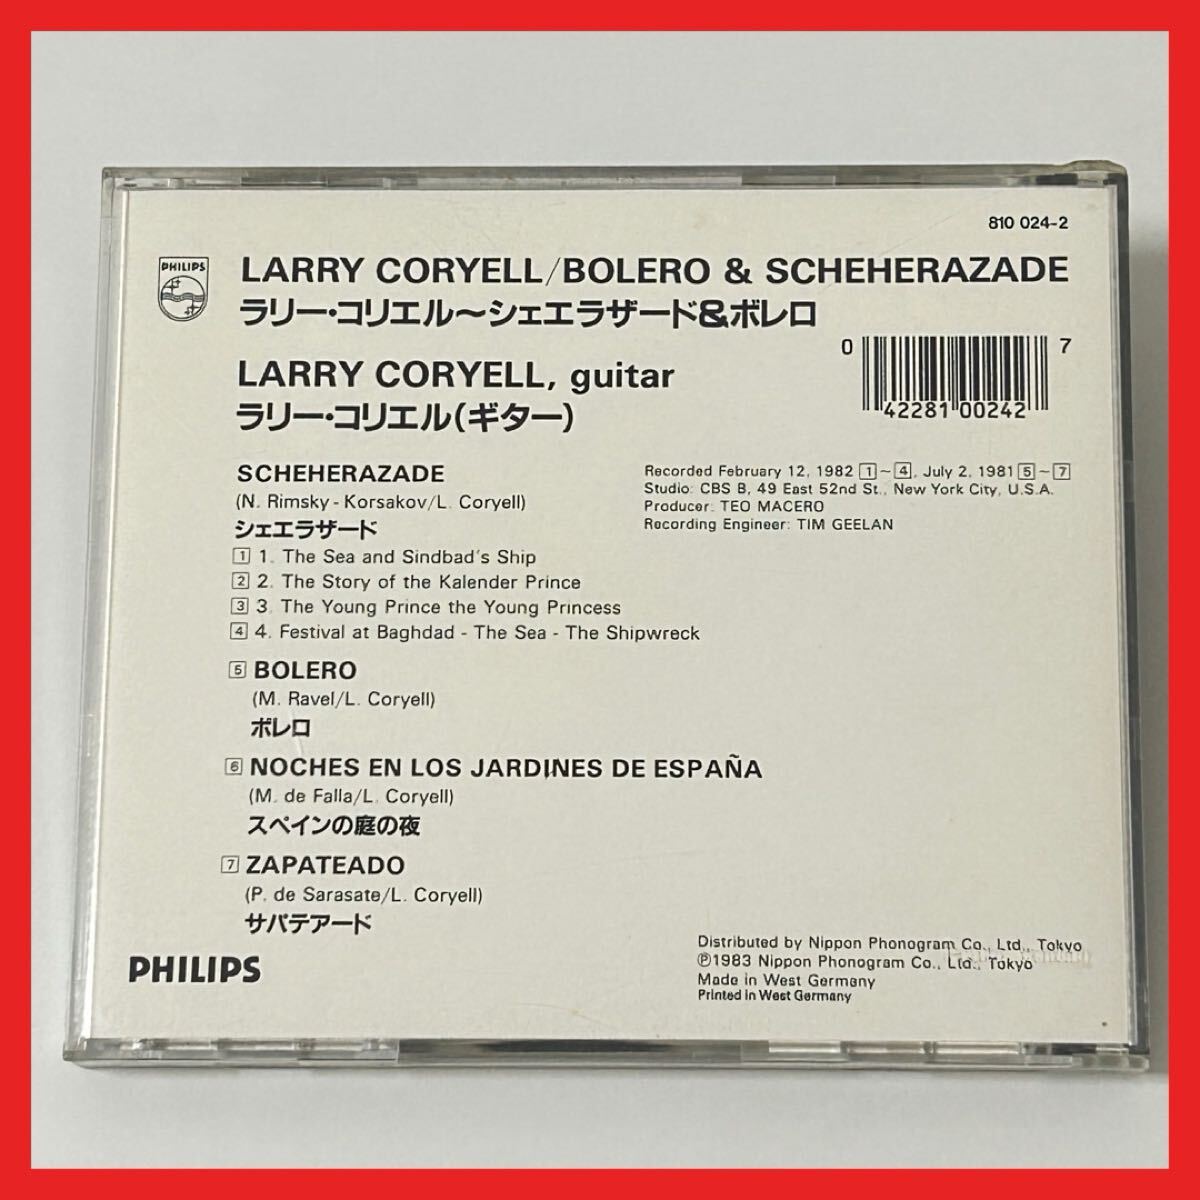 810 024-2
PHILIPS
LARRY CORYELL/BOLERO & SCHEHERAZADE
ラリー・コリエル〜シェエラザード&ボレロ
LARRY CORYELL, guitar
ラリー・コリエル(ギター)
0 42281 00242 7
SCHEHERAZADE
(N. Rimsky-Korsakov/L. Coryell)
シェエラザード
1 1. The Sea and Sindbad's Ship
2 2. The Story of the Kalender Prince
3 3. The Young Prince the Young Princess
4 4. Festival at Baghdad - The Sea - The Shipwreck
Recorded February 12, 1982 1~4, July 2, 1981 5~7
Studio: CBS B, 49 East 52nd St., New York City, U.S.A.
Producer: TEO MACERO
Recording Engineer: TIM GEELAN
5 BOLERO
(M. Ravel/L. Coryell)
ボレロ
6 NOCHES EN LOS JARDINES DE ESPAÑA
(M. de Falla/L. Coryell)
スペインの庭の夜
7 ZAPATEADO
(P. de Sarasate/L. Coryell)
サパテアード
PHILIPS
Distributed by Nippon Phonogram Co., Ltd., Tokyo
℗1983 Nippon Phonogram Co., Ltd., Tokyo
Made in West Germany
Printed in West Germany